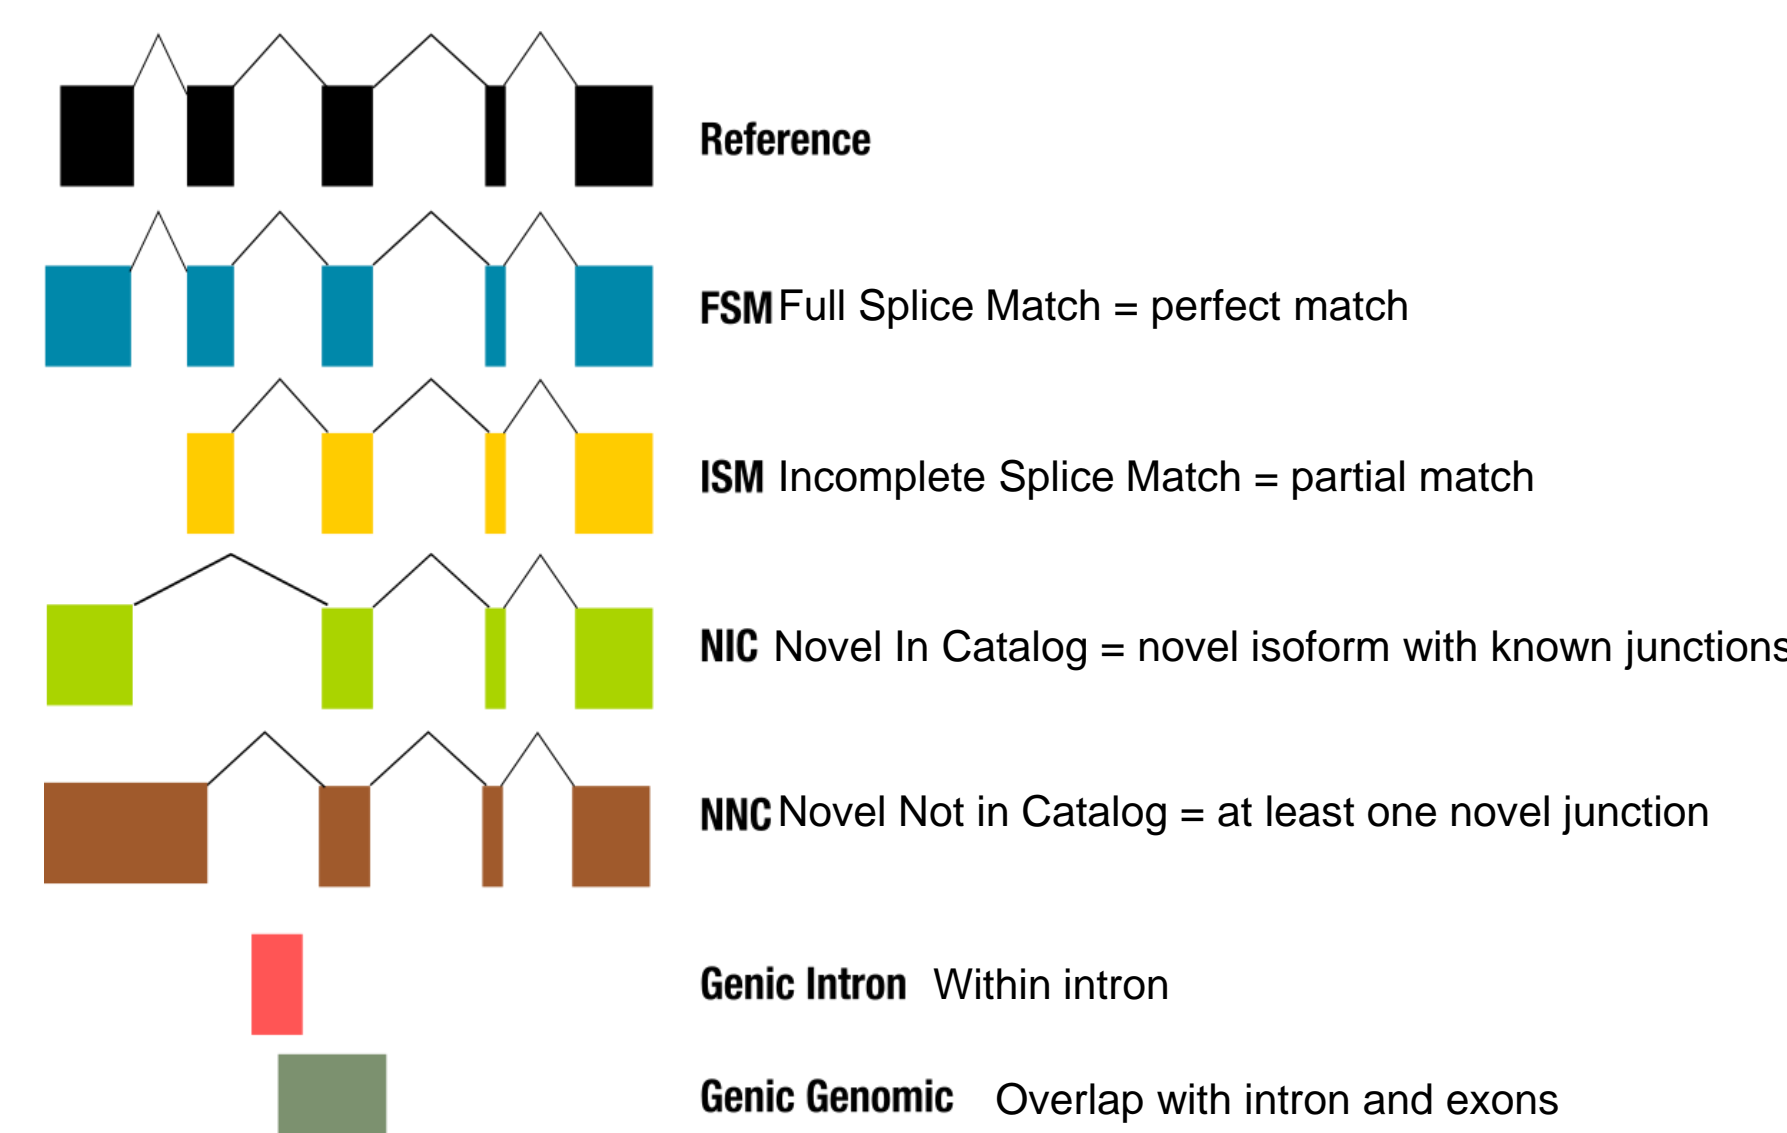 Reference
FSM Full Splice Match = perfect match
ISM Incomplete Splice Match = partial match
NIC Novel In Catalog = novel isoform with known junctions
NNC Novel Not in Catalog = at least one novel junction
Genic Intron Within intron
Genic Genomic Overlap with intron and exons